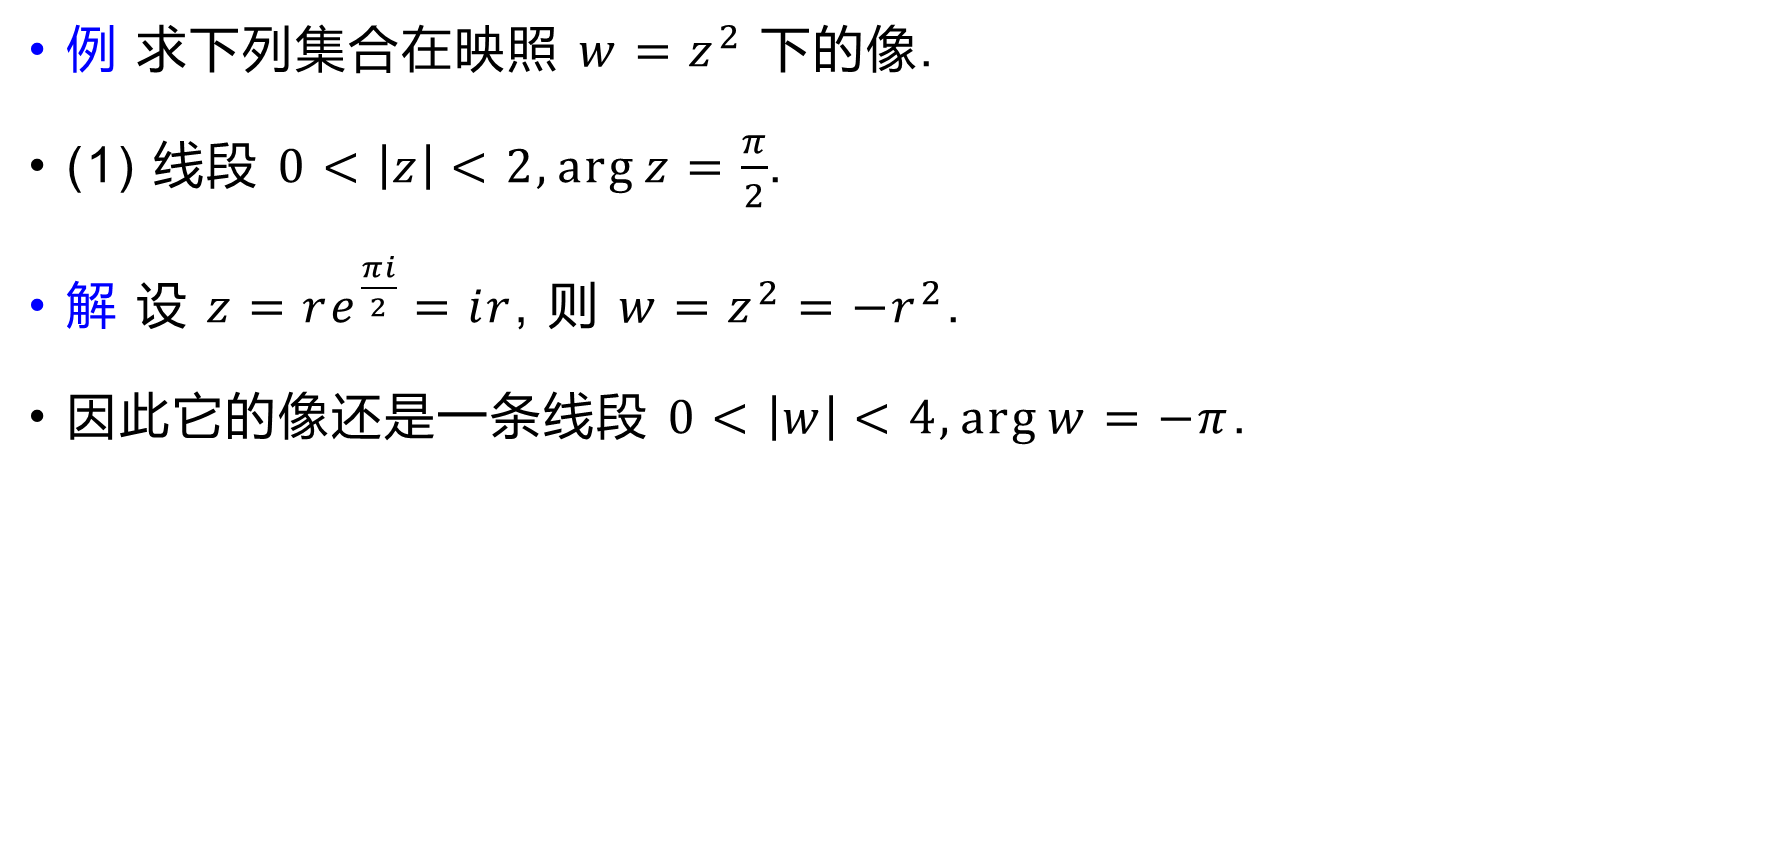 • 例 求下列集合在映照 w = z² 下的像.
• (1) 线段 0 < |z| < 2, arg z = π/2.
• 解 设 z = re^{πi/2} = ir, 则 w = z² = −r².
• 因此它的像还是一条线段 0 < |w| < 4, arg w = −π.